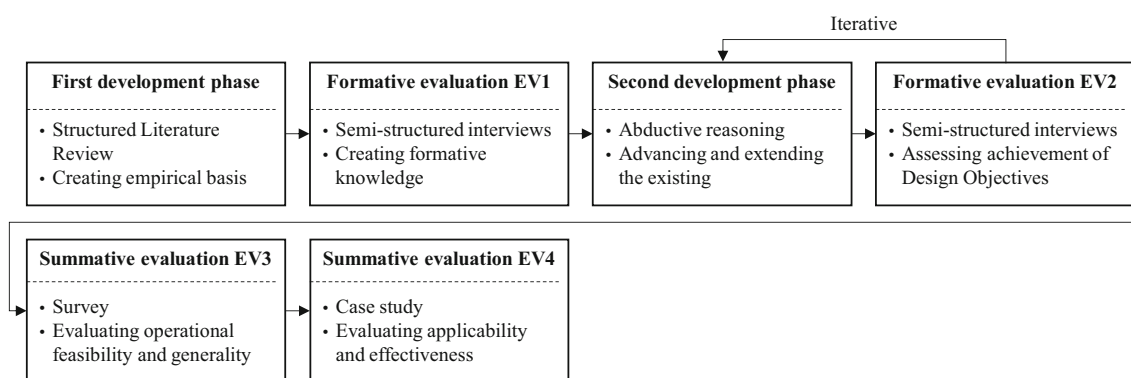 Iterative
First development phase
• Structured Literature
Review
• Creating empirical basis
Formative evaluation EV1
• Semi-structured interviews
• Creating formative
knowledge
Second development phase
• Abductive reasoning
• Advancing and extending
the existing
Formative evaluation EV2
• Semi-structured interviews
• Assessing achievement of
Design Objectives
Summative evaluation EV3
• Survey
• Evaluating operational
feasibility and generality
Summative evaluation EV4
• Case study
• Evaluating applicability
and effectiveness